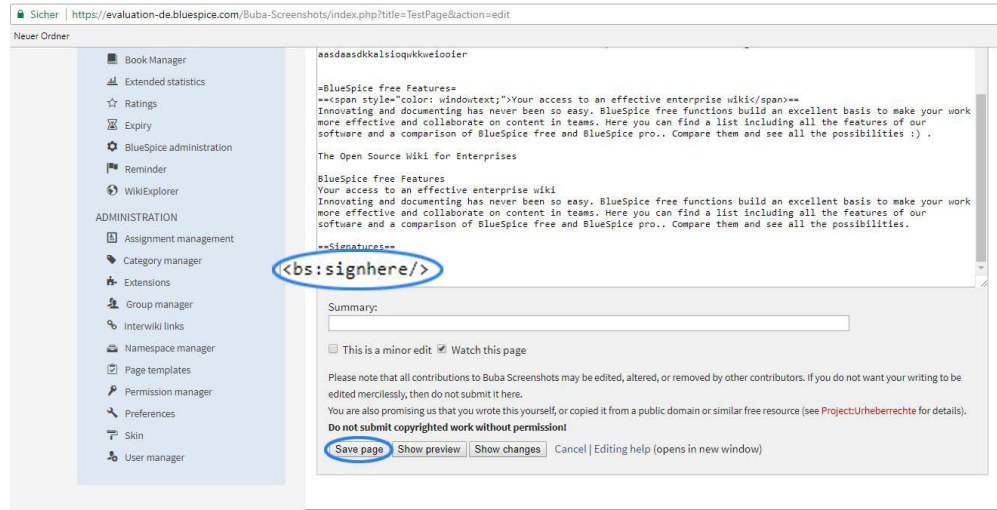 Sicher | https://evaluation-de.bluespice.com/Buba-Screenshots/index.php?title=TestPage&action=edit
Neuer Ordner
Book Manager
Extended statistics
Ratings
Expiry
BlueSpice administration
Reminder
WikiExplorer
ADMINISTRATION
Assignment management
Category manager
Extensions
Group manager
Interwiki links
Namespace manager
Page templates
Permission manager
Preferences
Skin
User manager
aasdaasdkkalsioqwkkweiooier
=BlueSpice free Features=
==<span style="color: windowtext;">Your access to an effective enterprise wiki</span>==
Innovating and documenting has never been so easy. BlueSpice free functions build an excellent basis to make your work
more effective and collaborate on content in teams. Here you can find a list including all the features of our
software and a comparison of BlueSpice free and BlueSpice pro.. Compare them and see all the possibilities :) .
The Open Source Wiki for Enterprises
BlueSpice free Features
Your access to an effective enterprise wiki
Innovating and documenting has never been so easy. BlueSpice free functions build an excellent basis to make your work
more effective and collaborate on content in teams. Here you can find a list including all the features of our
software and a comparison of BlueSpice free and BlueSpice pro.. Compare them and see all the possibilities.
==Signatures==
<bs:signhere/>
Summary:
This is a minor edit Watch this page
Please note that all contributions to Buba Screenshots may be edited, altered, or removed by other contributors. If you do not want your writing to be
edited mercilessly, then do not submit it here.
You are also promising us that you wrote this yourself, or copied it from a public domain or similar free resource (see Project:Urheberrechte for details).
Do not submit copyrighted work without permission!
Save page Show preview Show changes Cancel | Editing help (opens in new window)